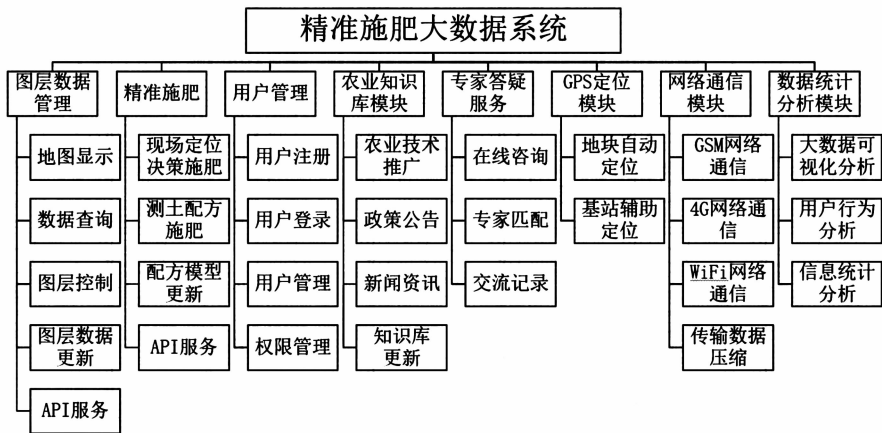 精准施肥大数据系统
图层数据
管理
精准施肥
用户管理
农业知识
库模块
专家答疑
服务
GPS定位
模块
网络通信
模块
数据统计
分析模块
地图显示
数据查询
图层控制
图层数据
更新
API服务
现场定位
决策施肥
测土配方
施肥
配方模型
更新
API服务
用户注册
用户登录
用户管理
权限管理
农业技术
推广
政策公告
新闻资讯
知识库
更新
在线咨询
专家匹配
交流记录
地块自动
定位
基站辅助
定位
GSM网络
通信
4G网络通
信
WiFi网络
通信
传输数据
压缩
大数据可
视化分析
用户行为
分析
信息统计
分析